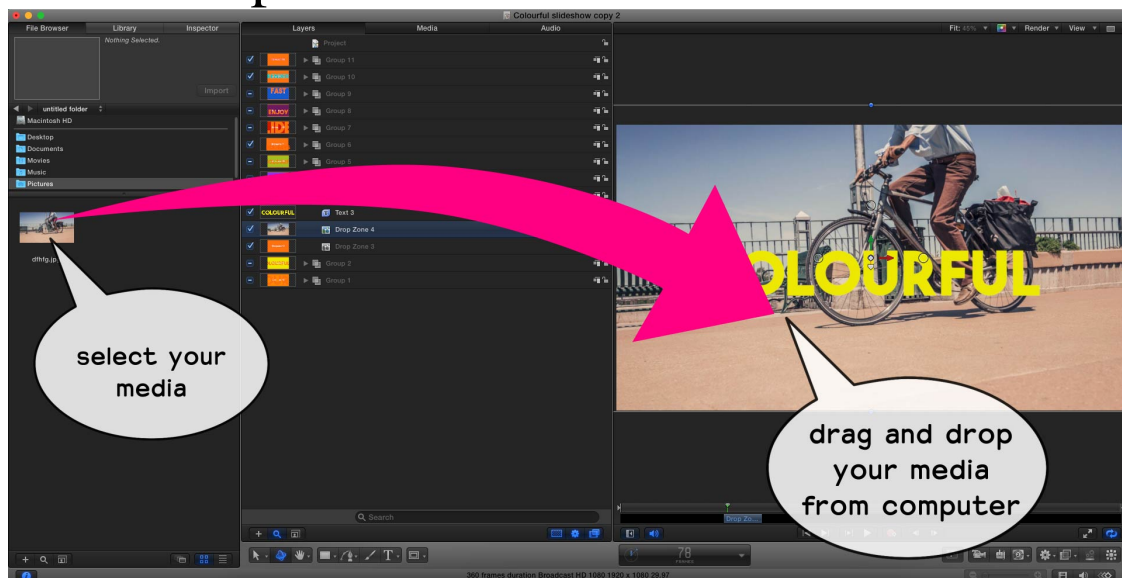 Colourful slideshow copy 2
File Browser
Library
Inspector
Layers
Media
Audio
Fit: 45%
Render
View
Nothing Selected.
Import
untitled folder
Macintosh HD
Desktop
Documents
Movies
Music
Pictures
dfhfg.jp
Project
Group 11
Group 10
FAST
Group 9
ENJOY
Group 8
Group 7
Group 6
Group 5
COLOURFUL
Text 3
Drop Zone 4
Drop Zone 3
Group 2
Group 1
COLOURFUL
select your
media
drag and drop
your media
from computer
Search
Drop Zo...
T
78
FRAMES
360 frames duration Broadcast HD 1080 1920 x 1080 29.97